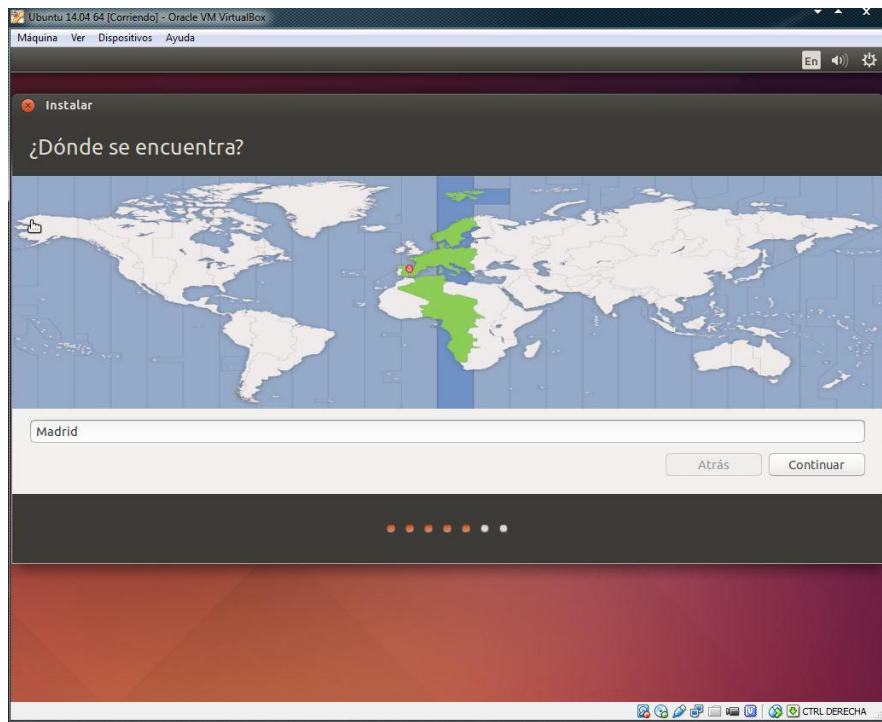 Ubuntu 14.04 64 [Corriendo] - Oracle VM VirtualBox
Máquina Ver Dispositivos Ayuda
En
Instalar
¿Dónde se encuentra?
Madrid
Atrás Continuar
CTRL DERECHA